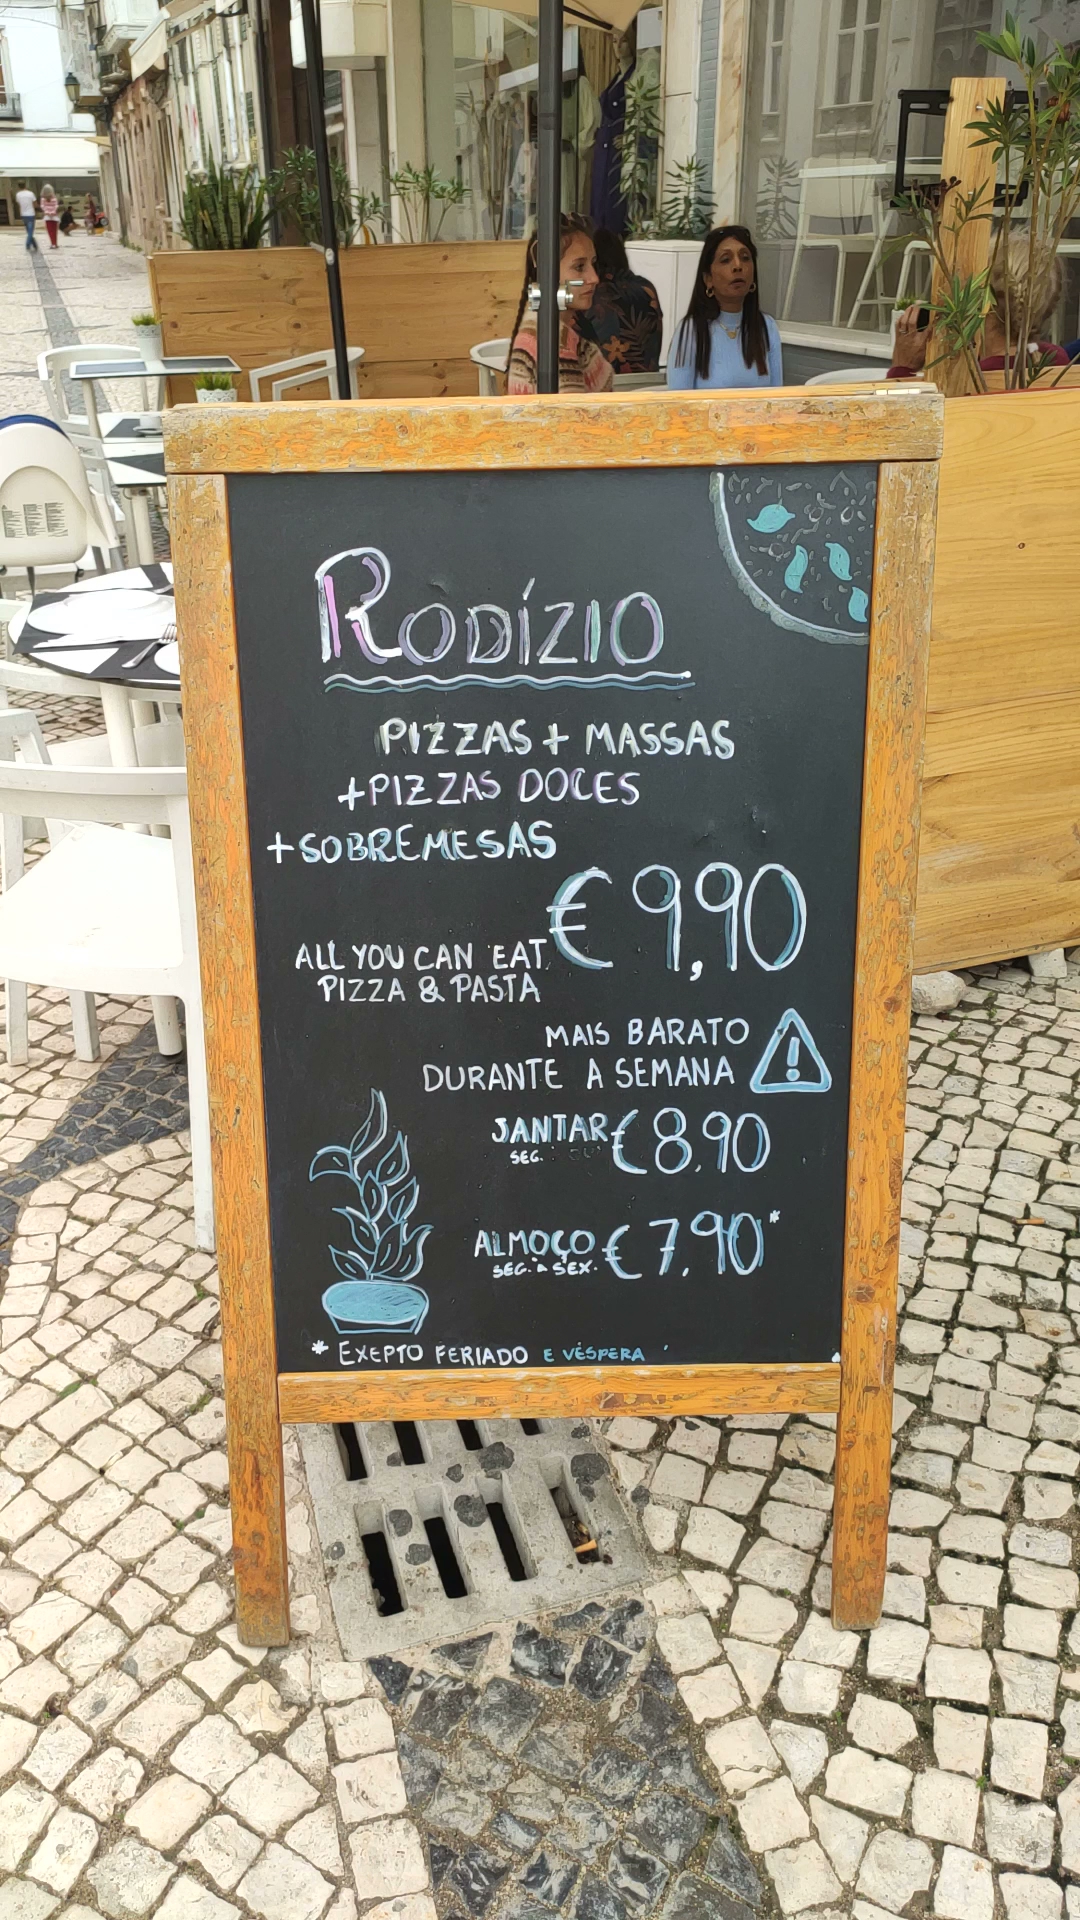 RODÍZIO
PIZZAS + MASSAS
+PIZZAS DOCES
+SOBREMESAS
€ 9,90
ALL YOU CAN EAT
PIZZA & PASTA
MAIS BARATO
DURANTE A SEMANA
JANTAR € 8,90
SEG.
ALMOÇO € 7,90*
SEG. A SEX.
* EXEPTO FERIADO E VÉSPERA